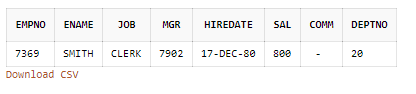 EMPNO ENAME JOB MGR HIREDATE SAL COMM DEPTNO
7369 SMITH CLERK 7902 17-DEC-80 800 - 20
Download CSV